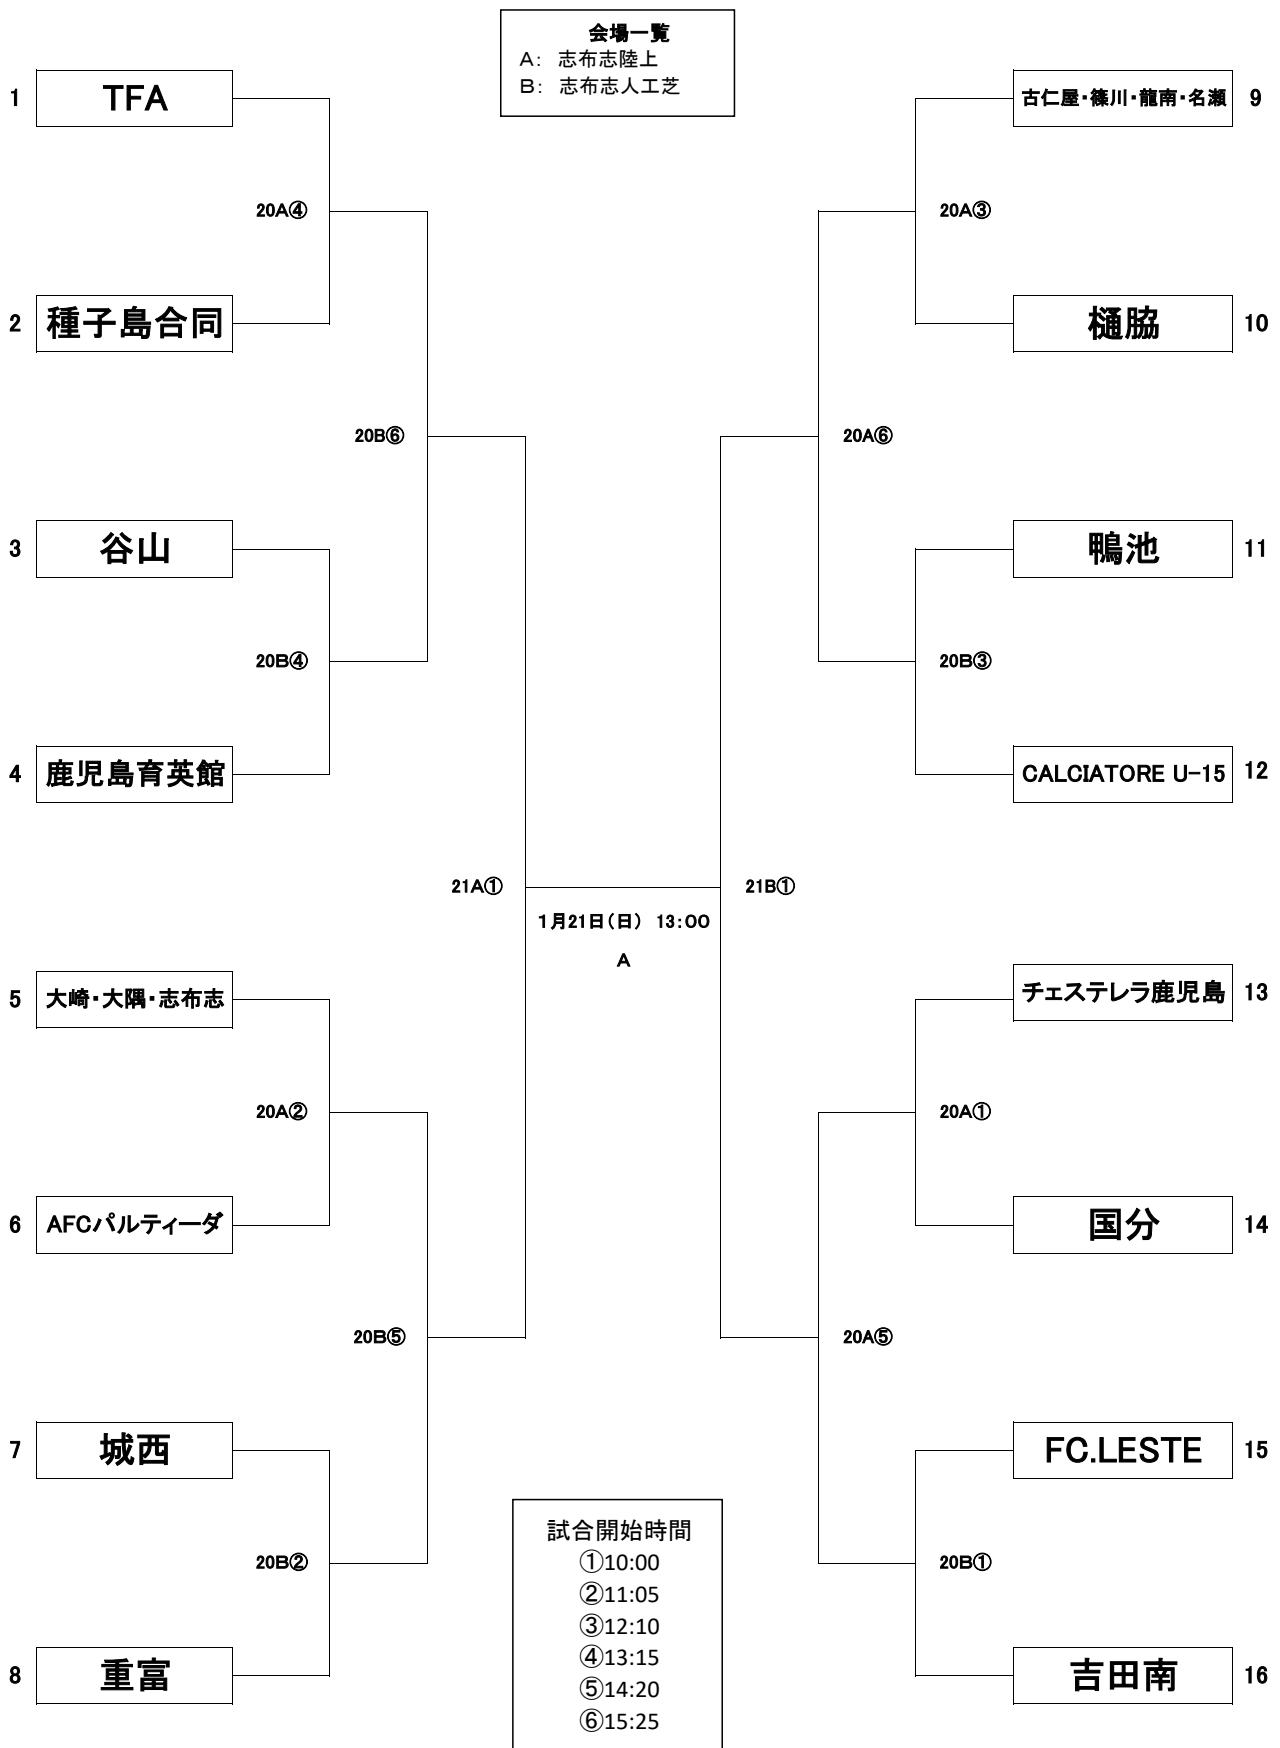 会場一覧
A： 志布志陸上
B： 志布志人工芝
1 TFA
古仁屋・篠川・龍南・名瀬 9
20A④
20A③
2 種子島合同
樋脇 10
20B⑥
20A⑥
3 谷山
鴨池 11
20B④
20B③
4 鹿児島育英館
CALCIATORE U-15 12
21A①
21B①
1月21日（日） 13：00
A
5 大崎・大隅・志布志
チェステレラ鹿児島 13
20A②
20A①
6 AFCパルティーダ
国分 14
20B⑤
20A⑤
7 城西
FC.LESTE 15
20B②
20B①
8 重富
吉田南 16
試合開始時間
①10:00
②11:05
③12:10
④13:15
⑤14:20
⑥15:25